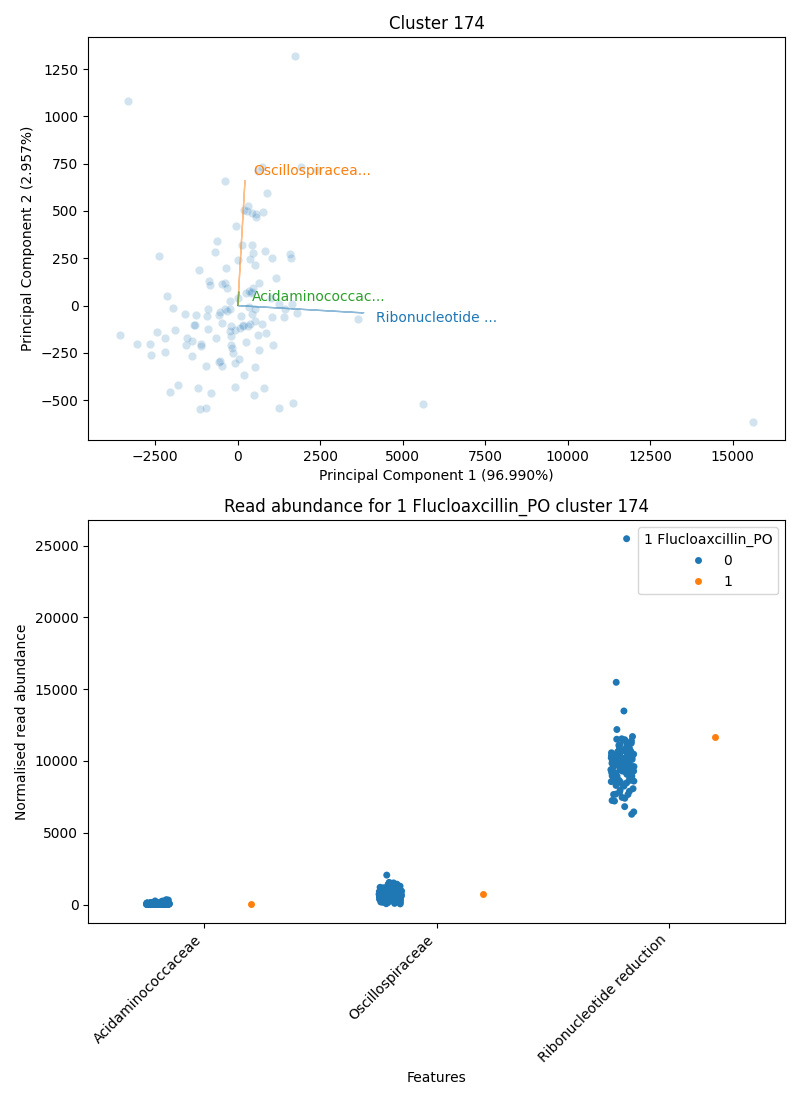 Cluster 174
Principal Component 2 (2.957%)
1250
1000
750
500
250
0
−250
−500
Oscillospiracea...
Acidaminococcac...
Ribonucleotide ...
−2500
0
2500
5000
7500
10000
12500
15000
Principal Component 1 (96.990%)
Read abundance for 1 Flucloaxcillin_PO cluster 174
Normalised read abundance
25000
20000
15000
10000
5000
0
1 Flucloaxcillin_PO
0
1
Acidaminococcaceae
Oscillospiraceae
Ribonucleotide reduction
Features